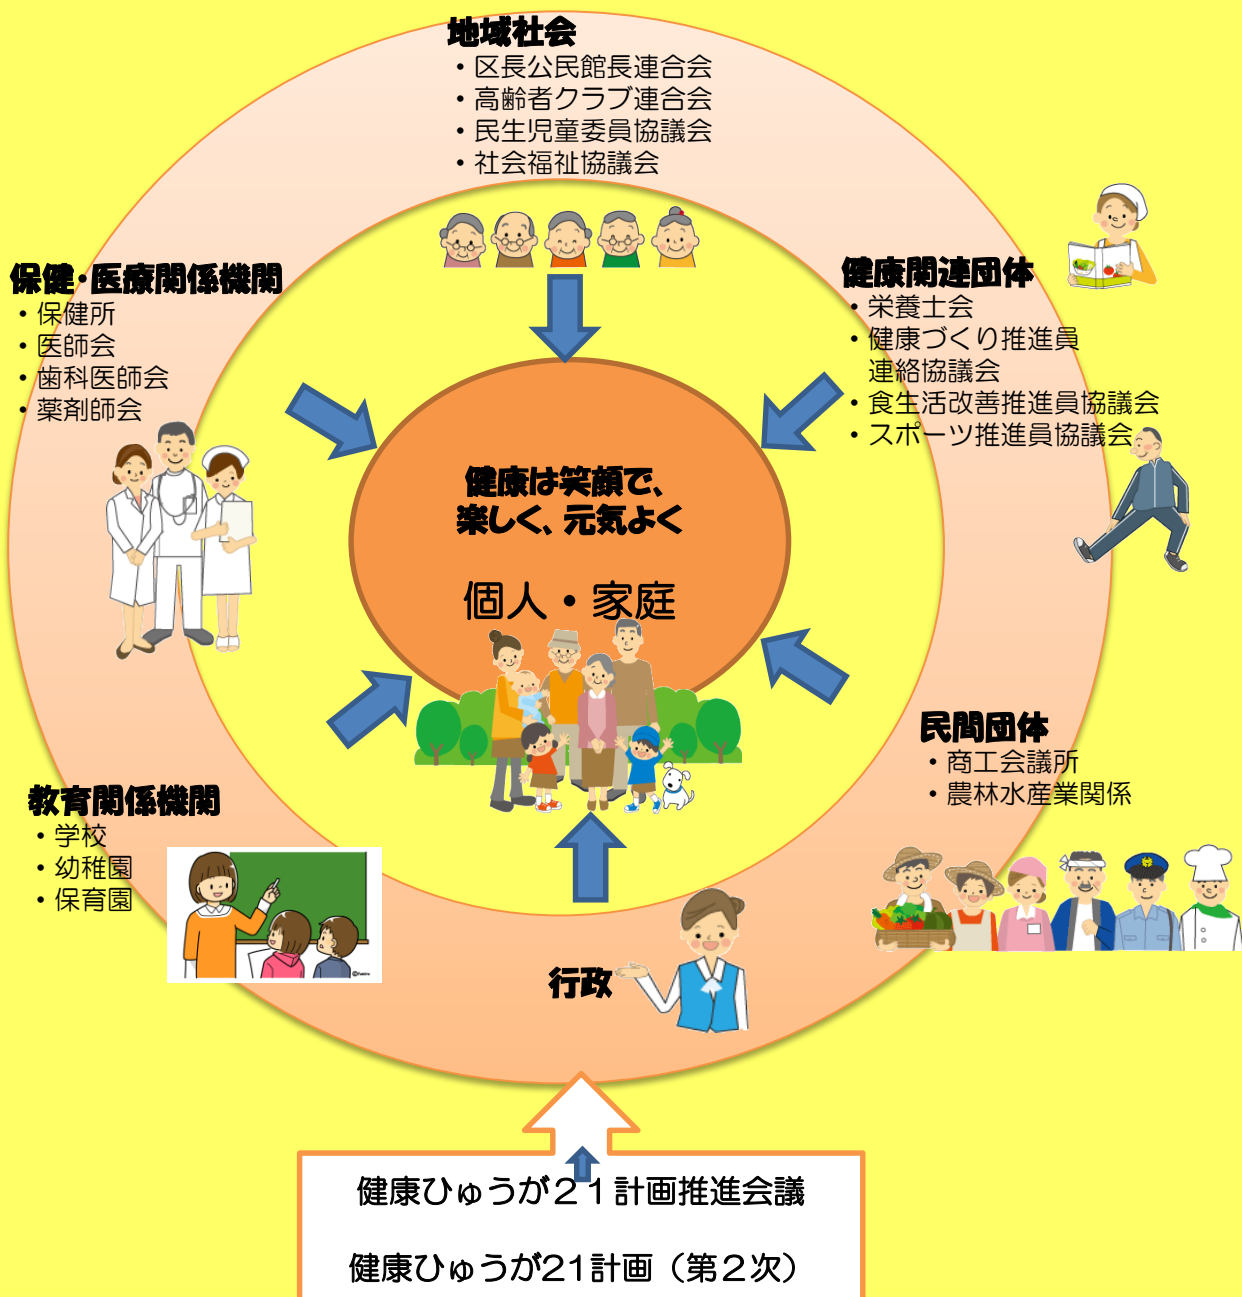 地域社会
・区長公民館長連合会
・高齢者クラブ連合会
・民生児童委員協議会
・社会福祉協議会
保健・医療関係機関
・保健所
・医師会
・歯科医師会
・薬剤師会
健康関連団体
・栄養士会
・健康づくり推進員
連絡協議会
・食生活改善推進員協議会
・スポーツ推進員協議会
健康は笑顔で、
楽しく、元気よく
個人・家庭
民間団体
・商工会議所
・農林水産業関係
教育関係機関
・学校
・幼稚園
・保育園
行政
健康ひゅうが２１計画推進会議
健康ひゅうが21計画（第２次）